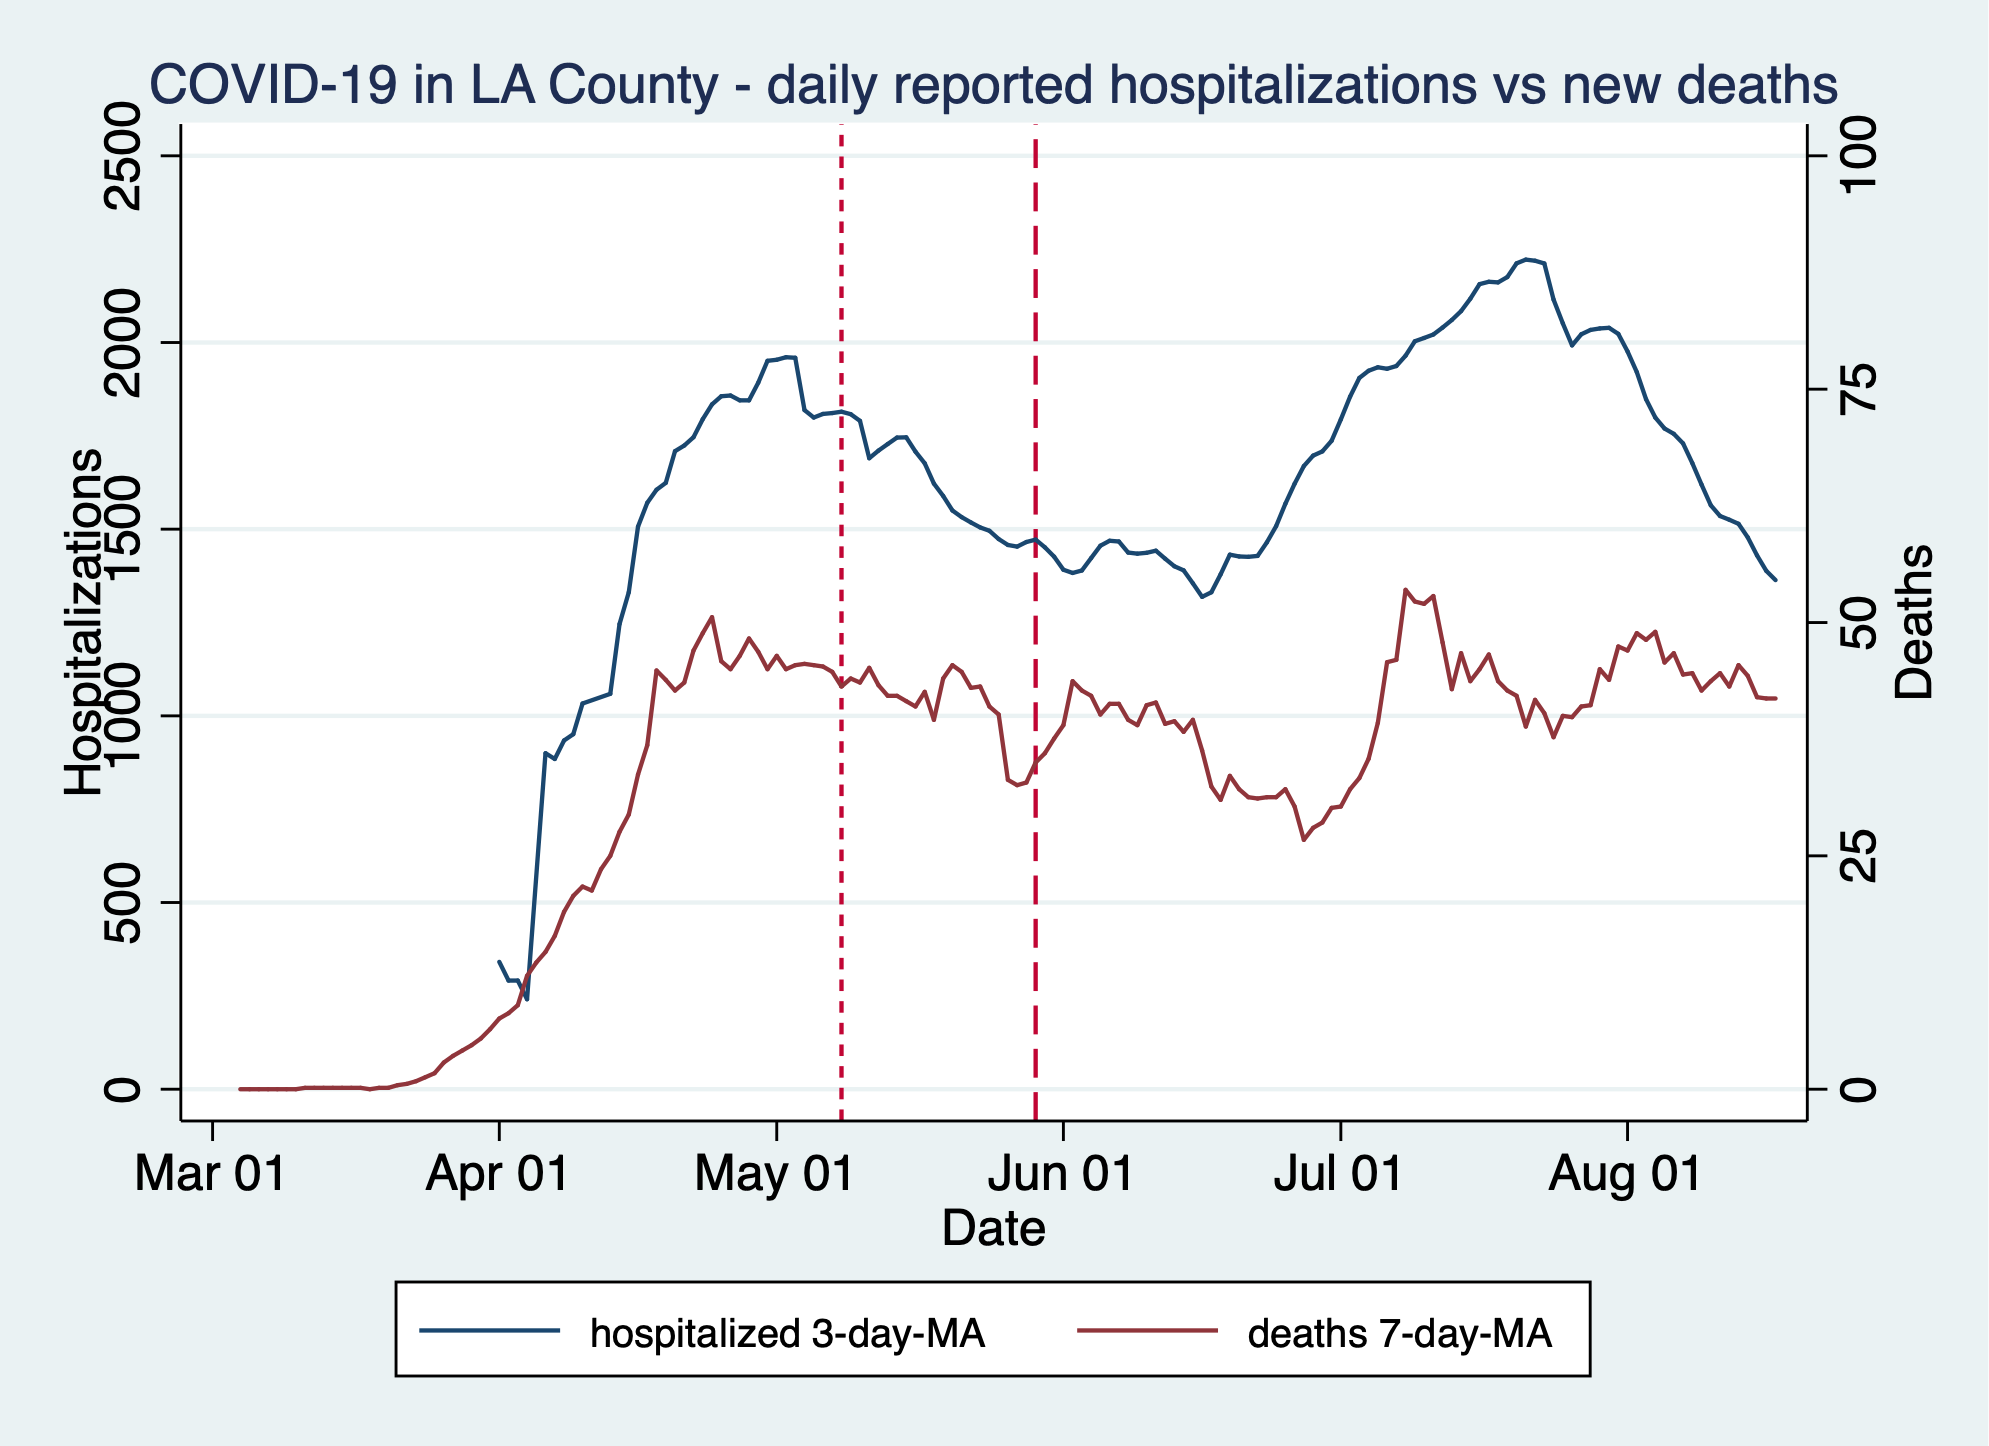 COVID-19 in LA County - daily reported hospitalizations vs new deaths
Hospitalizations
2500
2000
1500
1000
500
0
100
75
50
25
0
Deaths
Mar 01 Apr 01 May 01 Jun 01 Jul 01 Aug 01
Date
hospitalized 3-day-MA deaths 7-day-MA